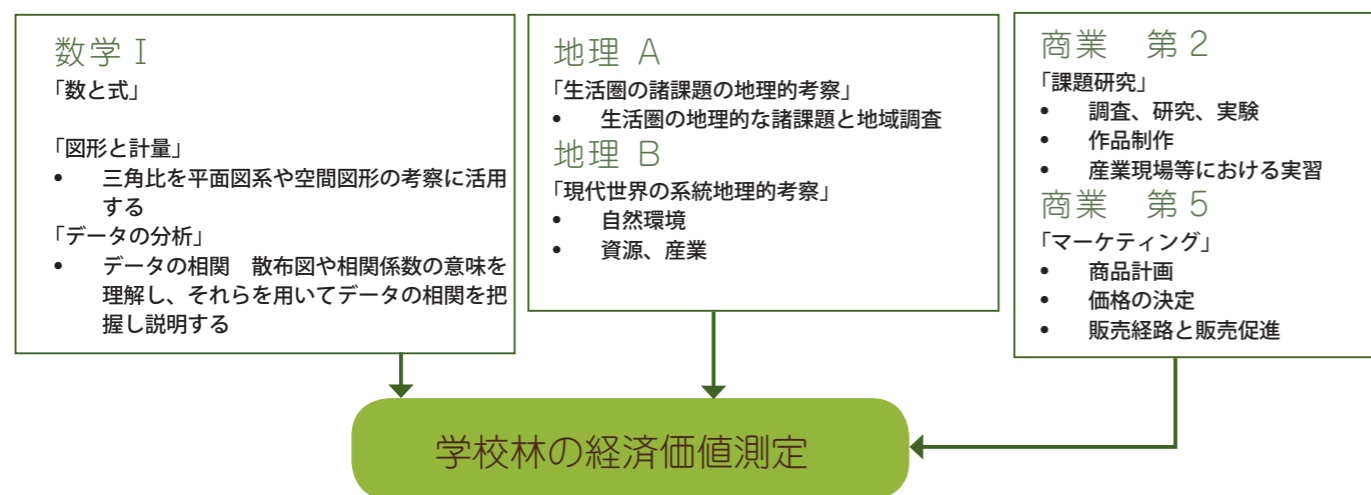 数学Ⅰ
「数と式」
「図形と計量」
• 三角比を平面図系や空間図形の考察に活用
する
「データの分析」
• データの相関 散布図や相関係数の意味を
理解し、それらを用いてデータの相関を把
握し説明する
地理 A
「生活圏の諸課題の地理的考察」
• 生活圏の地理的な諸課題と地域調査
地理 B
「現代世界の系統地理的考察」
• 自然環境
• 資源、産業
商業 第2
「課題研究」
• 調査、研究、実験
• 作品制作
• 産業現場等における実習
商業 第5
「マーケティング」
• 商品計画
• 価格の決定
• 販売経路と販売促進
学校林の経済価値測定